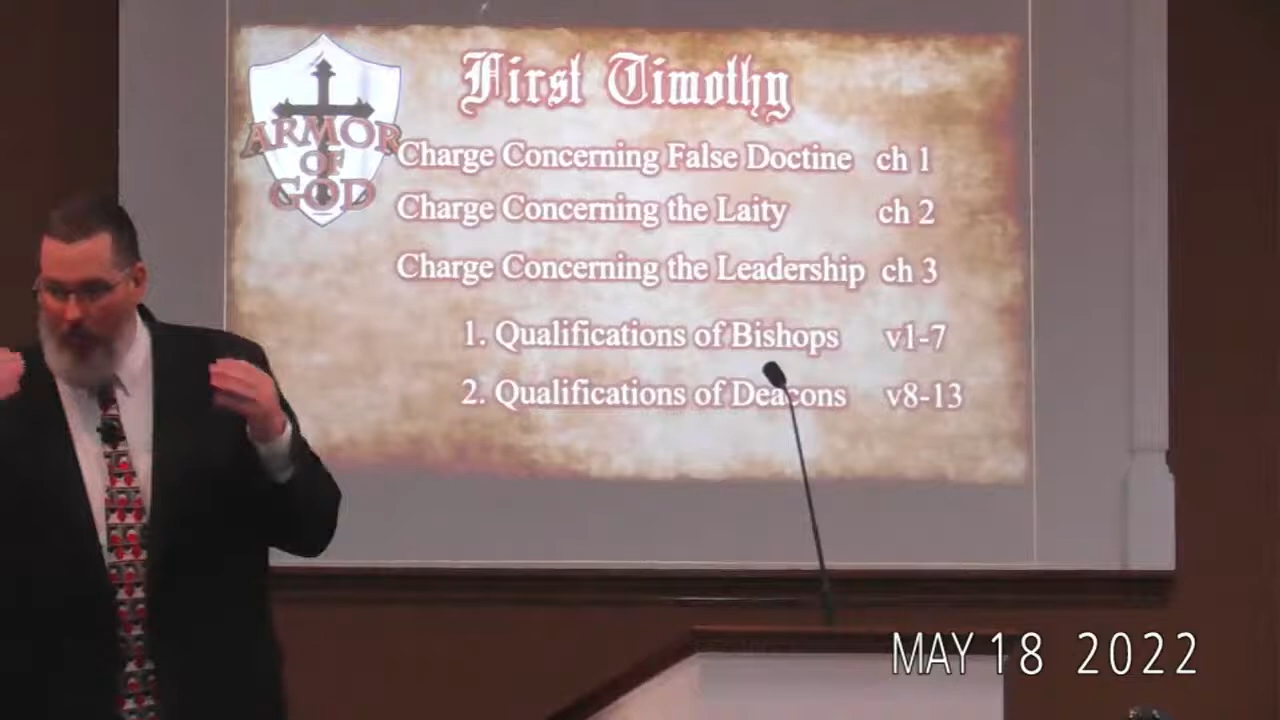 First Timothy
ARMOR
OF
GOD
Charge Concerning False Doctine ch 1
Charge Concerning the Laity ch 2
Charge Concerning the Leadership ch 3
1. Qualifications of Bishops v1-7
2. Qualifications of Deacons v8-13
MAY 18 2022